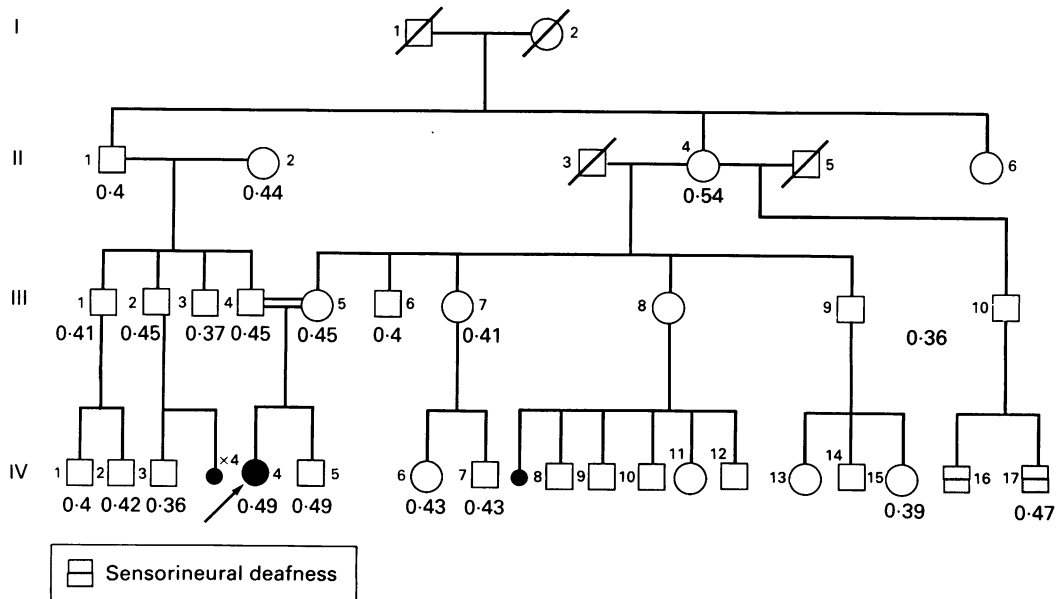 I
1 2
II
1 2 3 4 5 6
0·4 0·44 0·54
III
1 2 3 4 5 6 7 8 9 10
0·41 0·45 0·37 0·45 0·45 0·4 0·41 0·36
IV
1 2 3 ×4 4 5 6 7 8 9 10 11 12 13 14 15 16 17
0·4 0·42 0·36 0·49 0·49 0·43 0·43 0·39 0·47
Sensorineural deafness